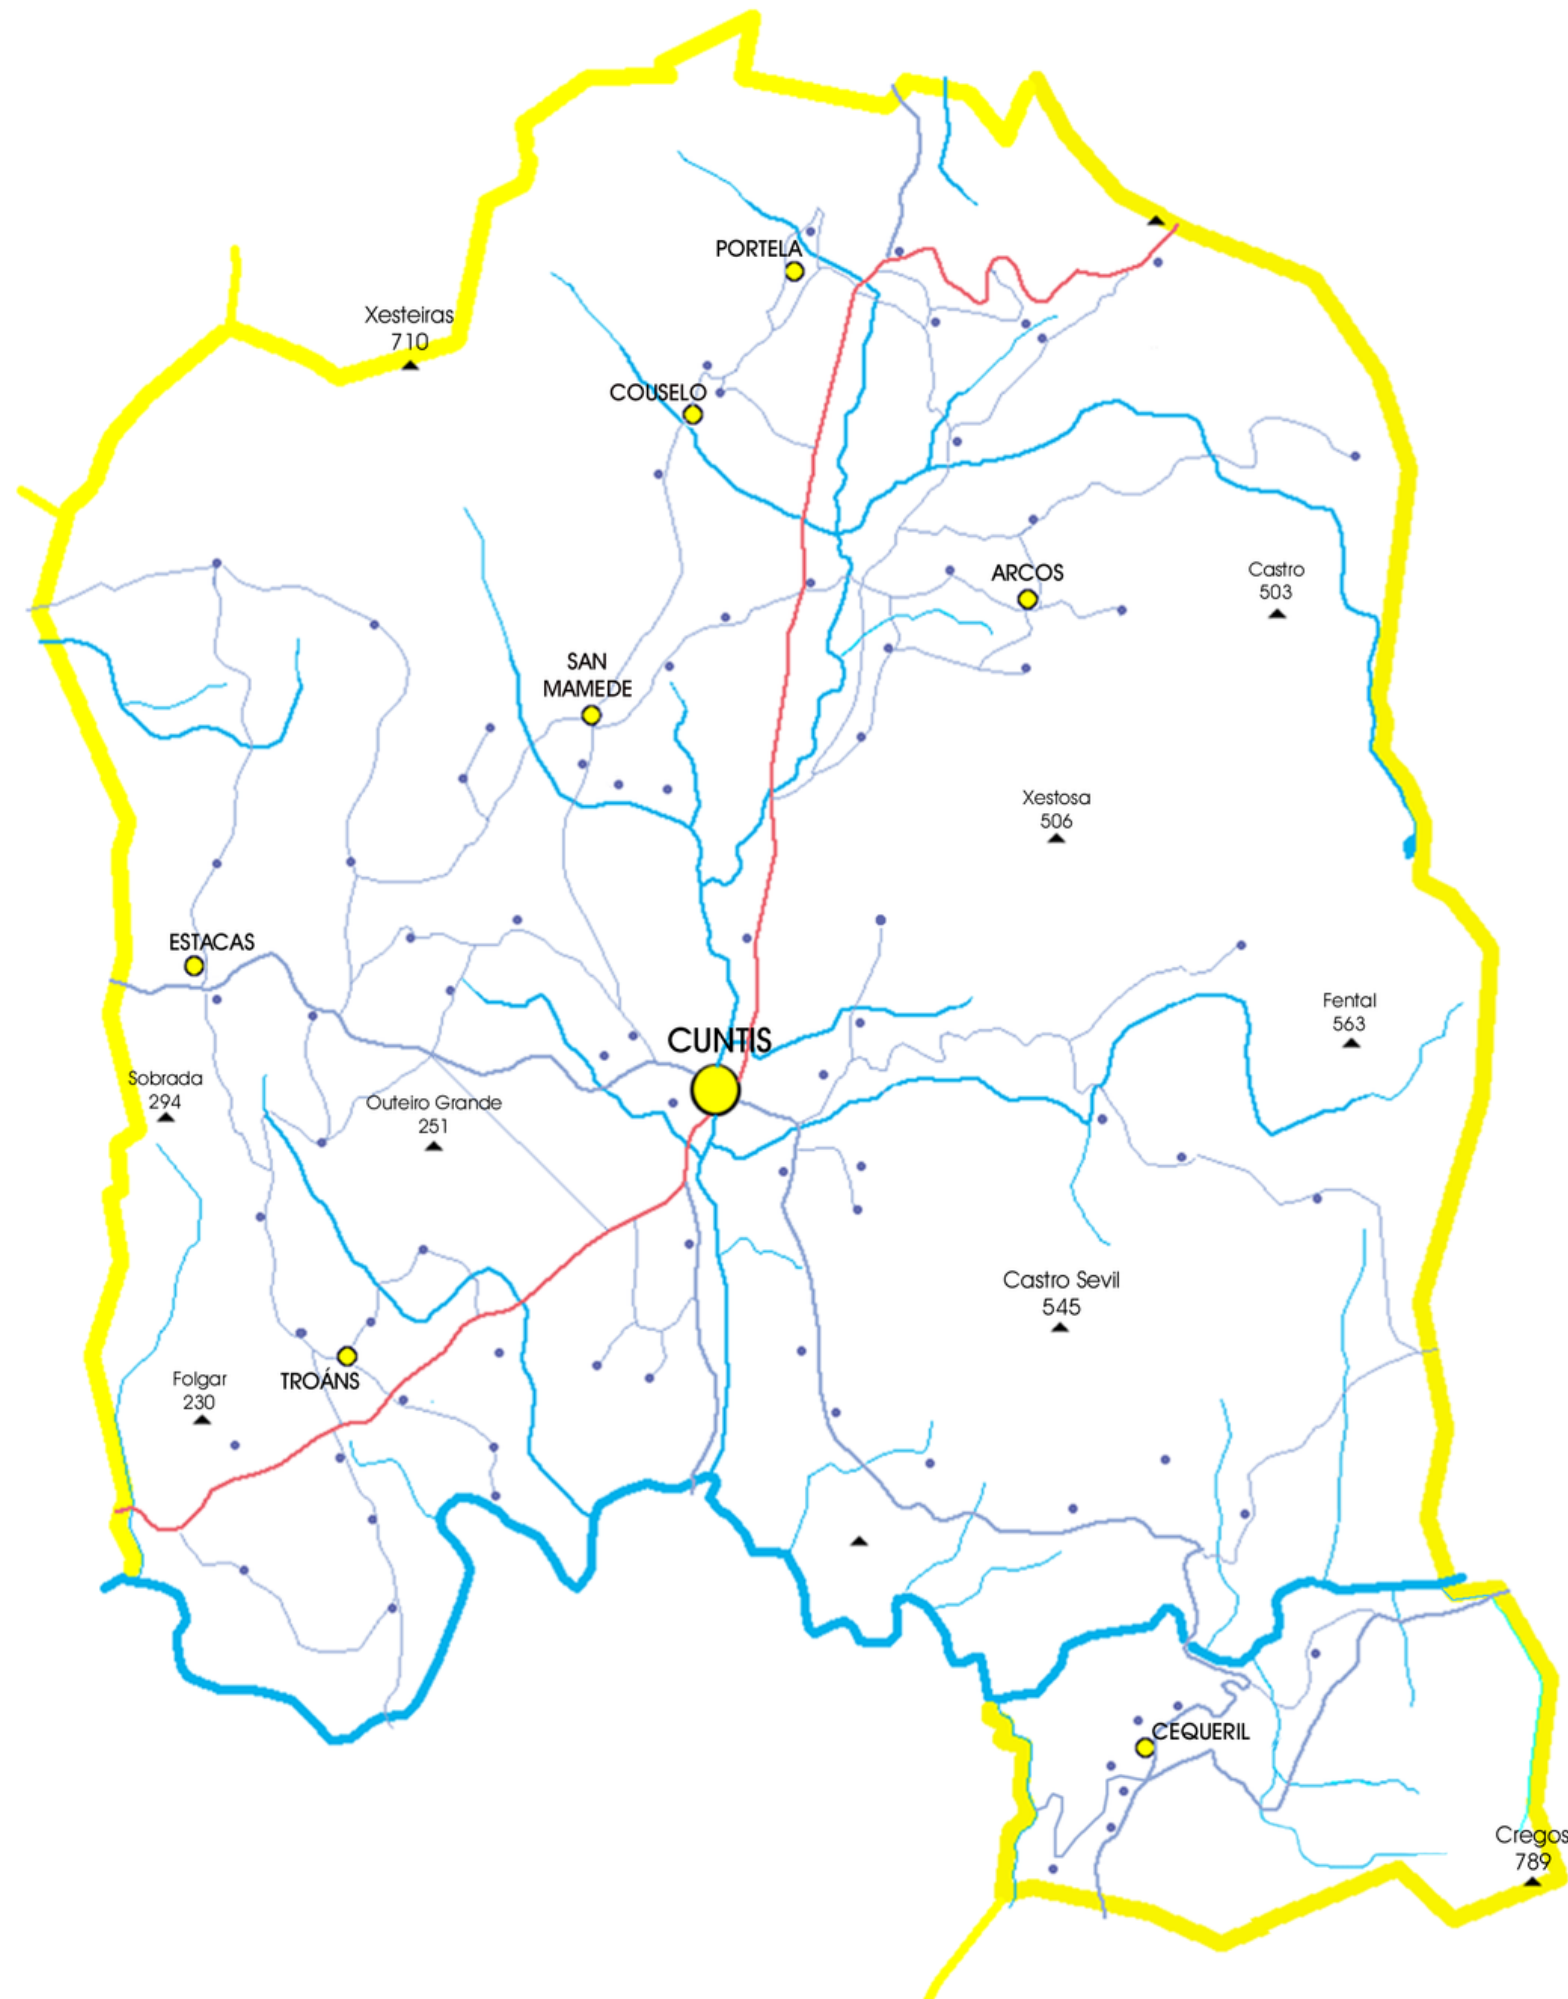 PORTELA
Xesteiras
710
COUSELO
ARCOS
Castro
503
SAN
MAMEDE
Xestosa
506
ESTACAS
Fental
563
CUNTIS
Sobrada
294
Outeiro Grande
251
Castro Sevil
545
Folgar
230
TROÁNS
CEQUERIL
Cregos
789